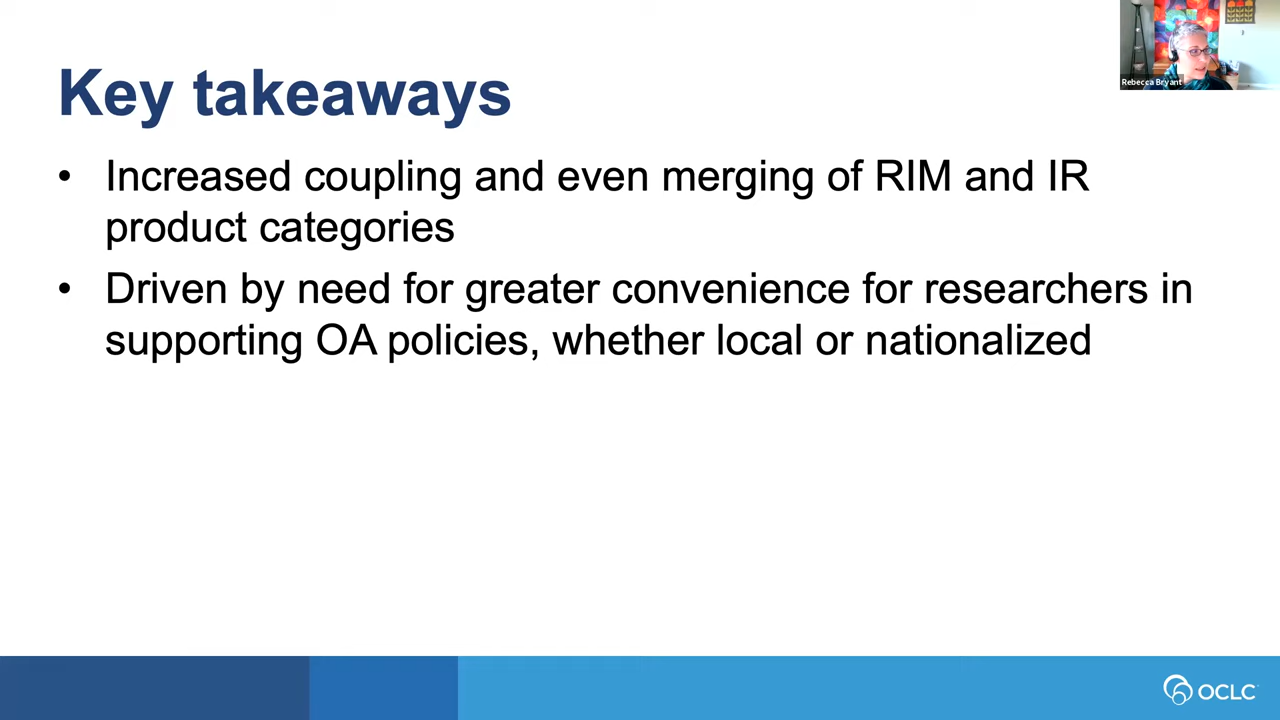 Key takeaways
• Increased coupling and even merging of RIM and IR
product categories
• Driven by need for greater convenience for researchers in
supporting OA policies, whether local or nationalized
Rebecca Bryant
OCLC